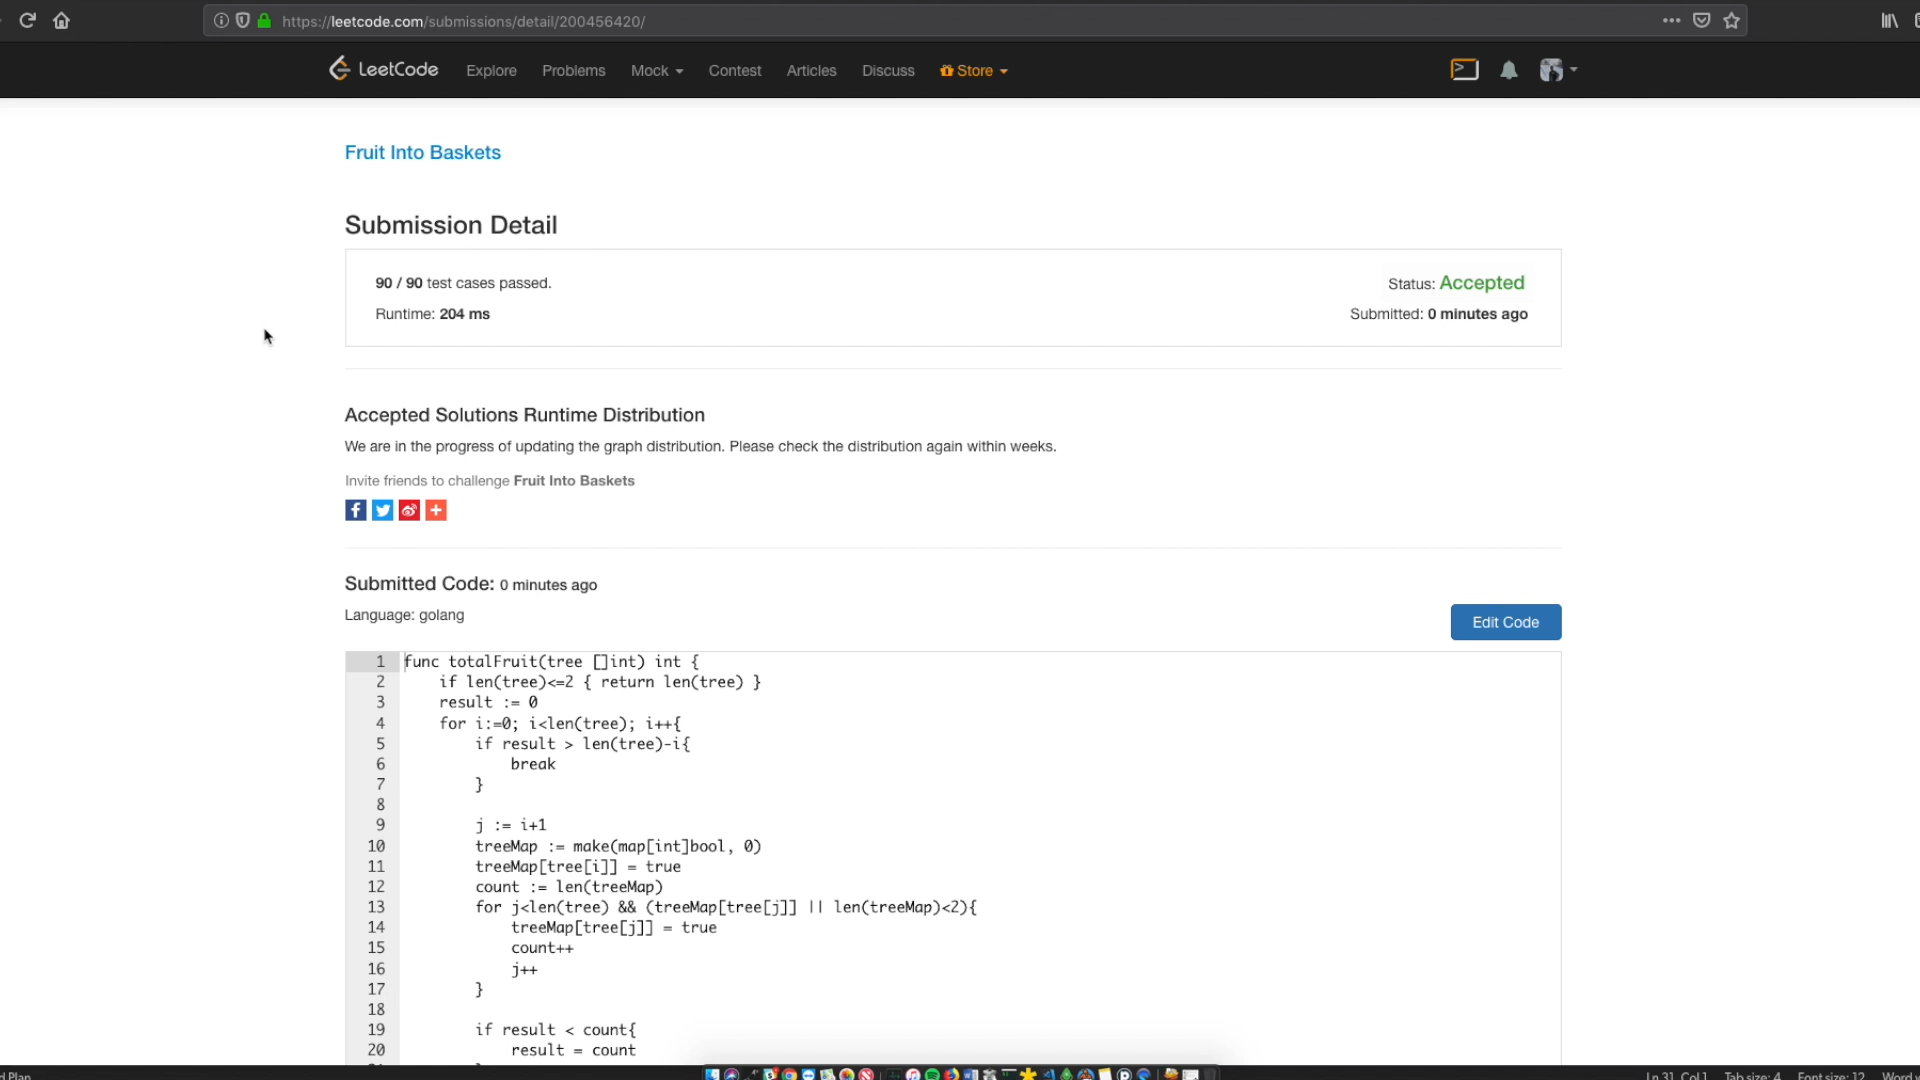 https://leetcode.com/submissions/detail/200456420/
LeetCode Explore Problems Mock Contest Articles Discuss Store
Fruit Into Baskets
Submission Detail
90 / 90 test cases passed.
Status: Accepted
Runtime: 204 ms
Submitted: 0 minutes ago
Accepted Solutions Runtime Distribution
We are in the progress of updating the graph distribution. Please check the distribution again within weeks.
Invite friends to challenge Fruit Into Baskets
Submitted Code: 0 minutes ago
Language: golang
Edit Code
1 func totalFruit(tree []int) int {
2 if len(tree)<=2 { return len(tree) }
3 result := 0
4 for i:=0; i<len(tree); i++{
5 if result > len(tree)-i{
6 break
7 }
8
9 j := i+1
10 treeMap := make(map[int]bool, 0)
11 treeMap[tree[i]] = true
12 count := len(treeMap)
13 for j<len(tree) && (treeMap[tree[j]] || len(treeMap)<2){
14 treeMap[tree[j]] = true
15 count++
16 j++
17 }
18
19 if result < count{
20 result = count